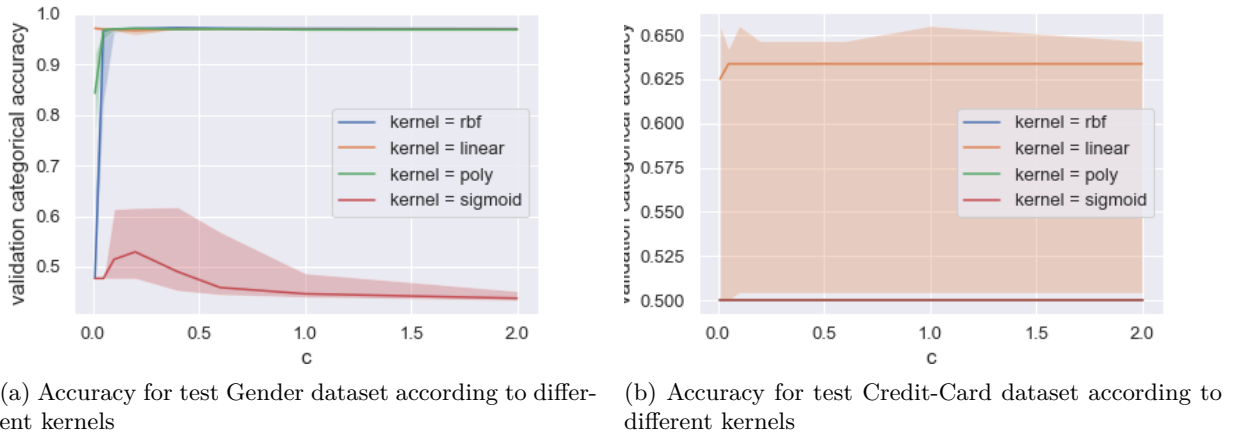 1.0
0.9
0.8
0.7
0.6
0.5
0.0 0.5 1.0 1.5 2.0
c
validation categorical accuracy
kernel = rbf
kernel = linear
kernel = poly
kernel = sigmoid
0.650
0.625
0.600
0.575
0.550
0.525
0.500
0.0 0.5 1.0 1.5 2.0
c
validation categorical accuracy
kernel = rbf
kernel = linear
kernel = poly
kernel = sigmoid
(a) Accuracy for test Gender dataset according to differ-
ent kernels
(b) Accuracy for test Credit-Card dataset according to
different kernels